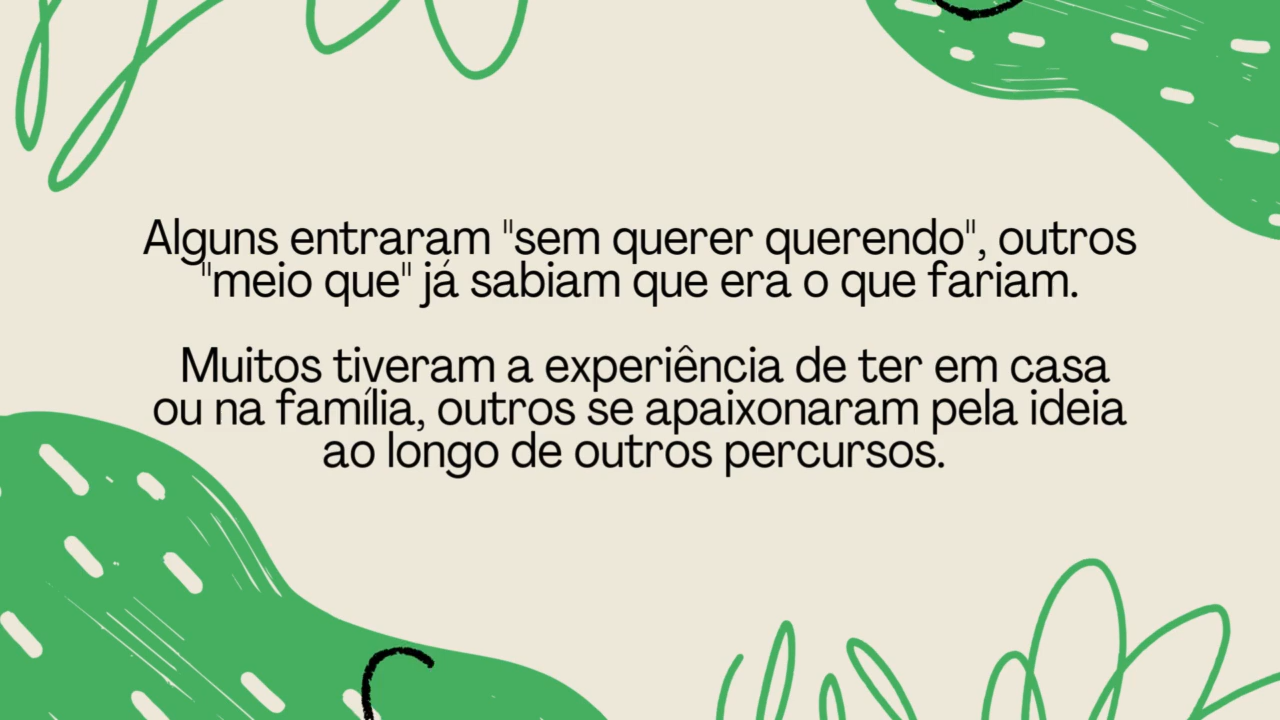 Alguns entraram "sem querer querendo", outros
"meio que" já sabiam que era o que fariam.
Muitos tiveram a experiência de ter em casa
ou na família, outros se apaixonaram pela ideia
ao longo de outros percursos.